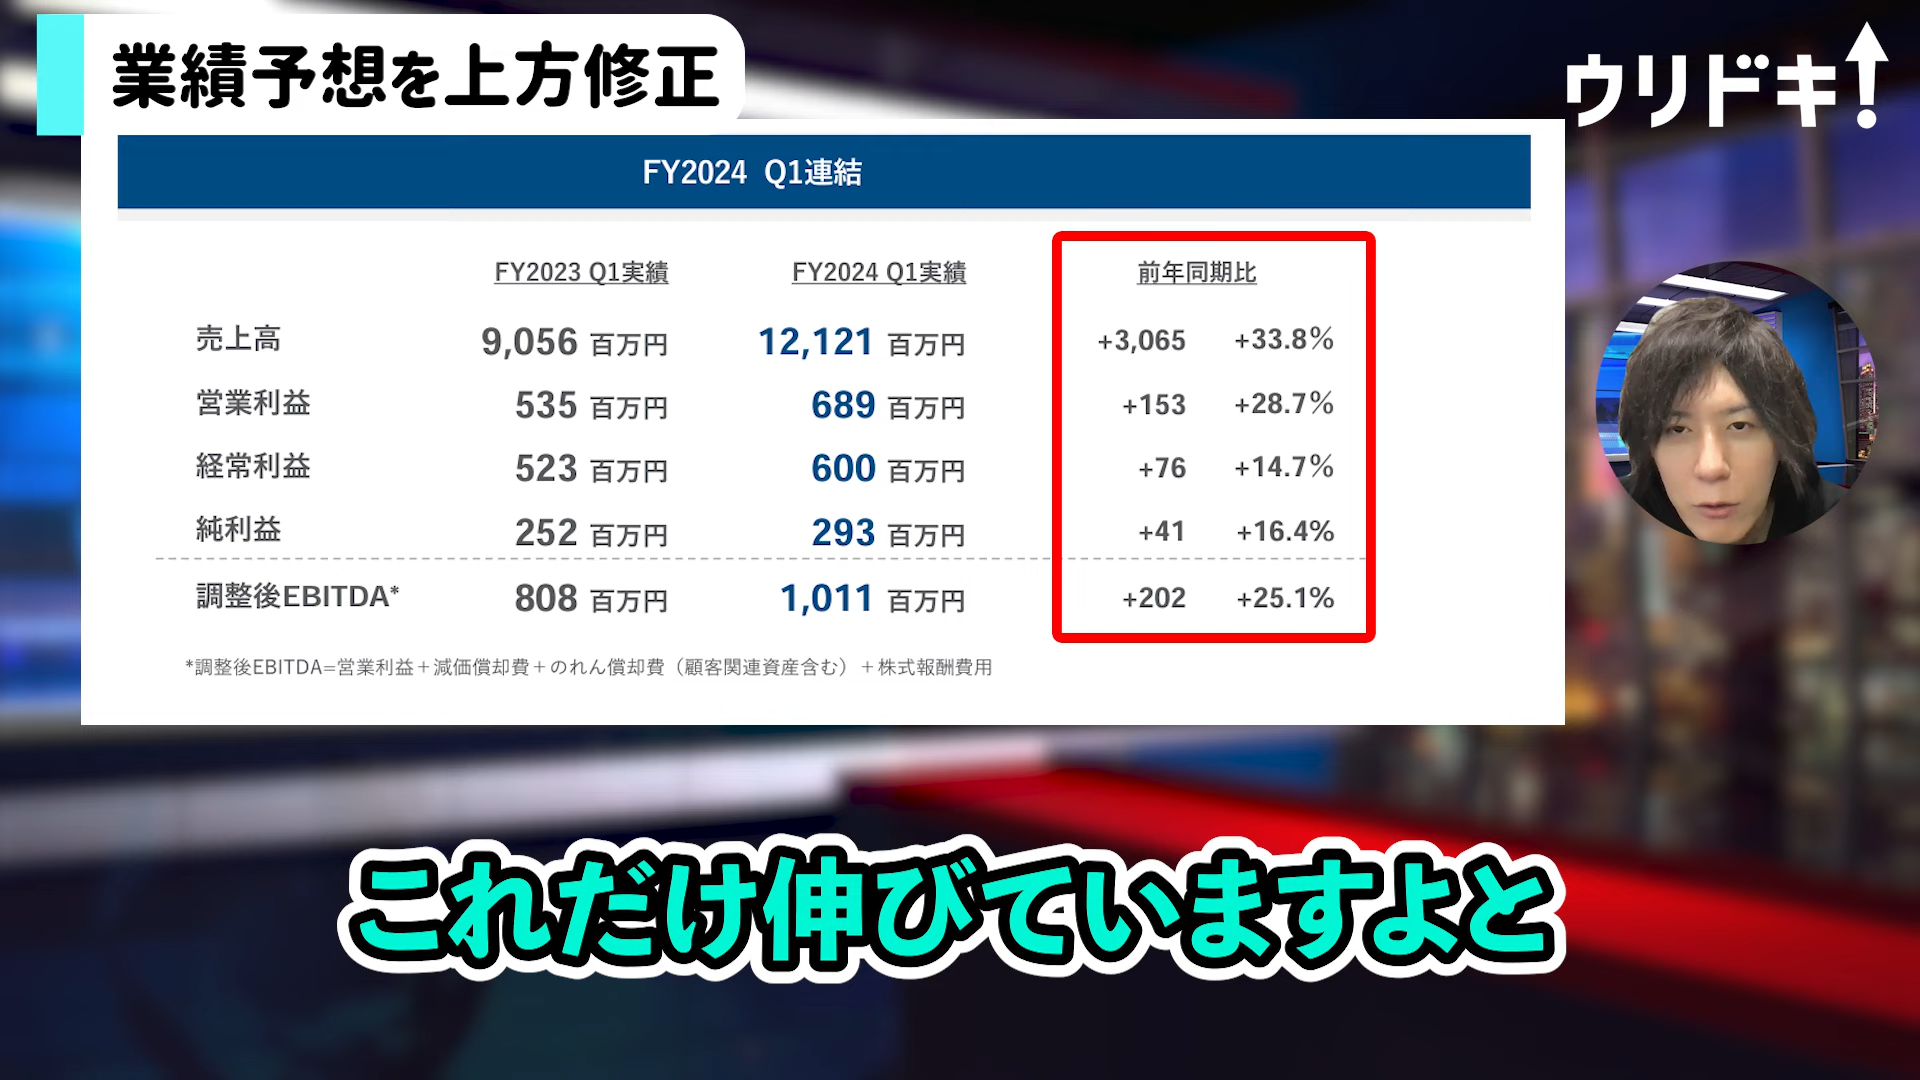 業績予想を上方修正
ウリドキ!
FY2024 Q1連結
FY2023 Q1実績 FY2024 Q1実績 前年同期比
売上高 9,056 百万円 12,121 百万円 +3,065 +33.8%
営業利益 535 百万円 689 百万円 +153 +28.7%
経常利益 523 百万円 600 百万円 +76 +14.7%
純利益 252 百万円 293 百万円 +41 +16.4%
調整後EBITDA* 808 百万円 1,011 百万円 +202 +25.1%
*調整後EBITDA=営業利益＋減価償却費＋のれん償却費（顧客関連資産含む）＋株式報酬費用
これだけ伸びていますよと